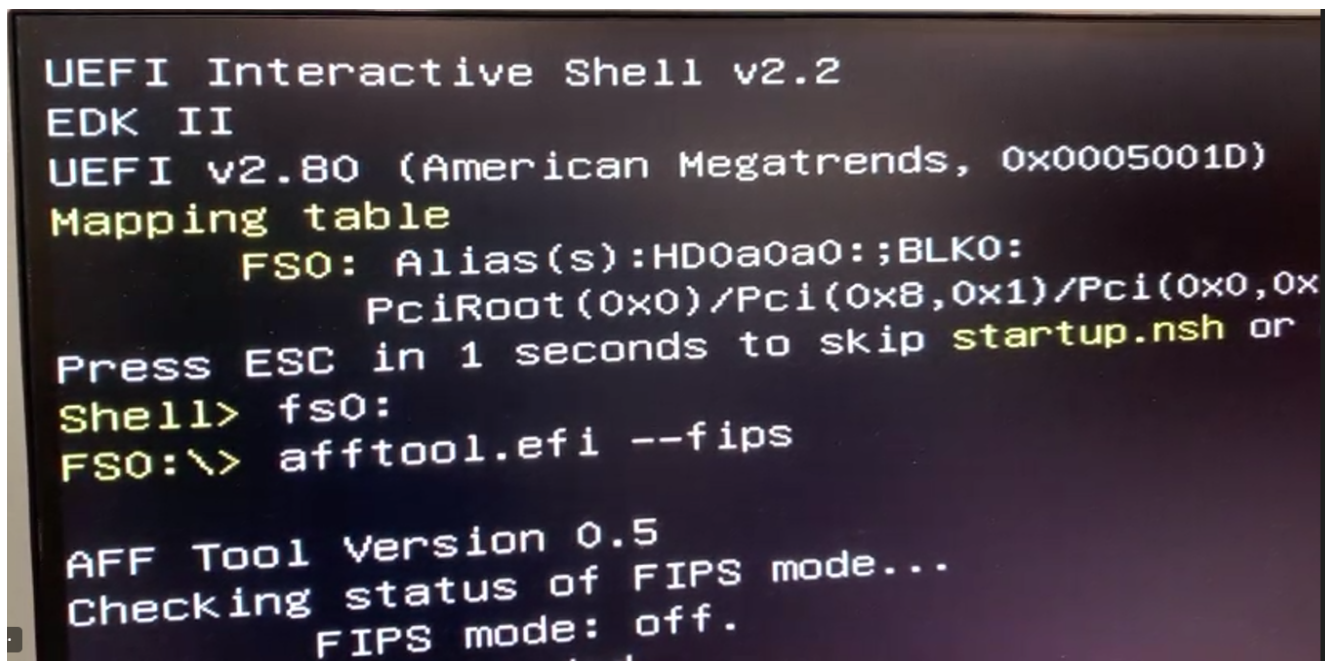 UEFI Interactive Shell v2.2
EDK II
UEFI v2.80 (American Megatrends, 0x0005001D)
Mapping table
FS0: Alias(s):HD0a0a0:;BLK0:
PciRoot(0x0)/Pci(0x8,0x1)/Pci(0x0,0x
Press ESC in 1 seconds to skip startup.nsh or
Shell> fs0:
FS0:\> afftool.efi --fips
AFF Tool Version 0.5
Checking status of FIPS mode...
FIPS mode: off.